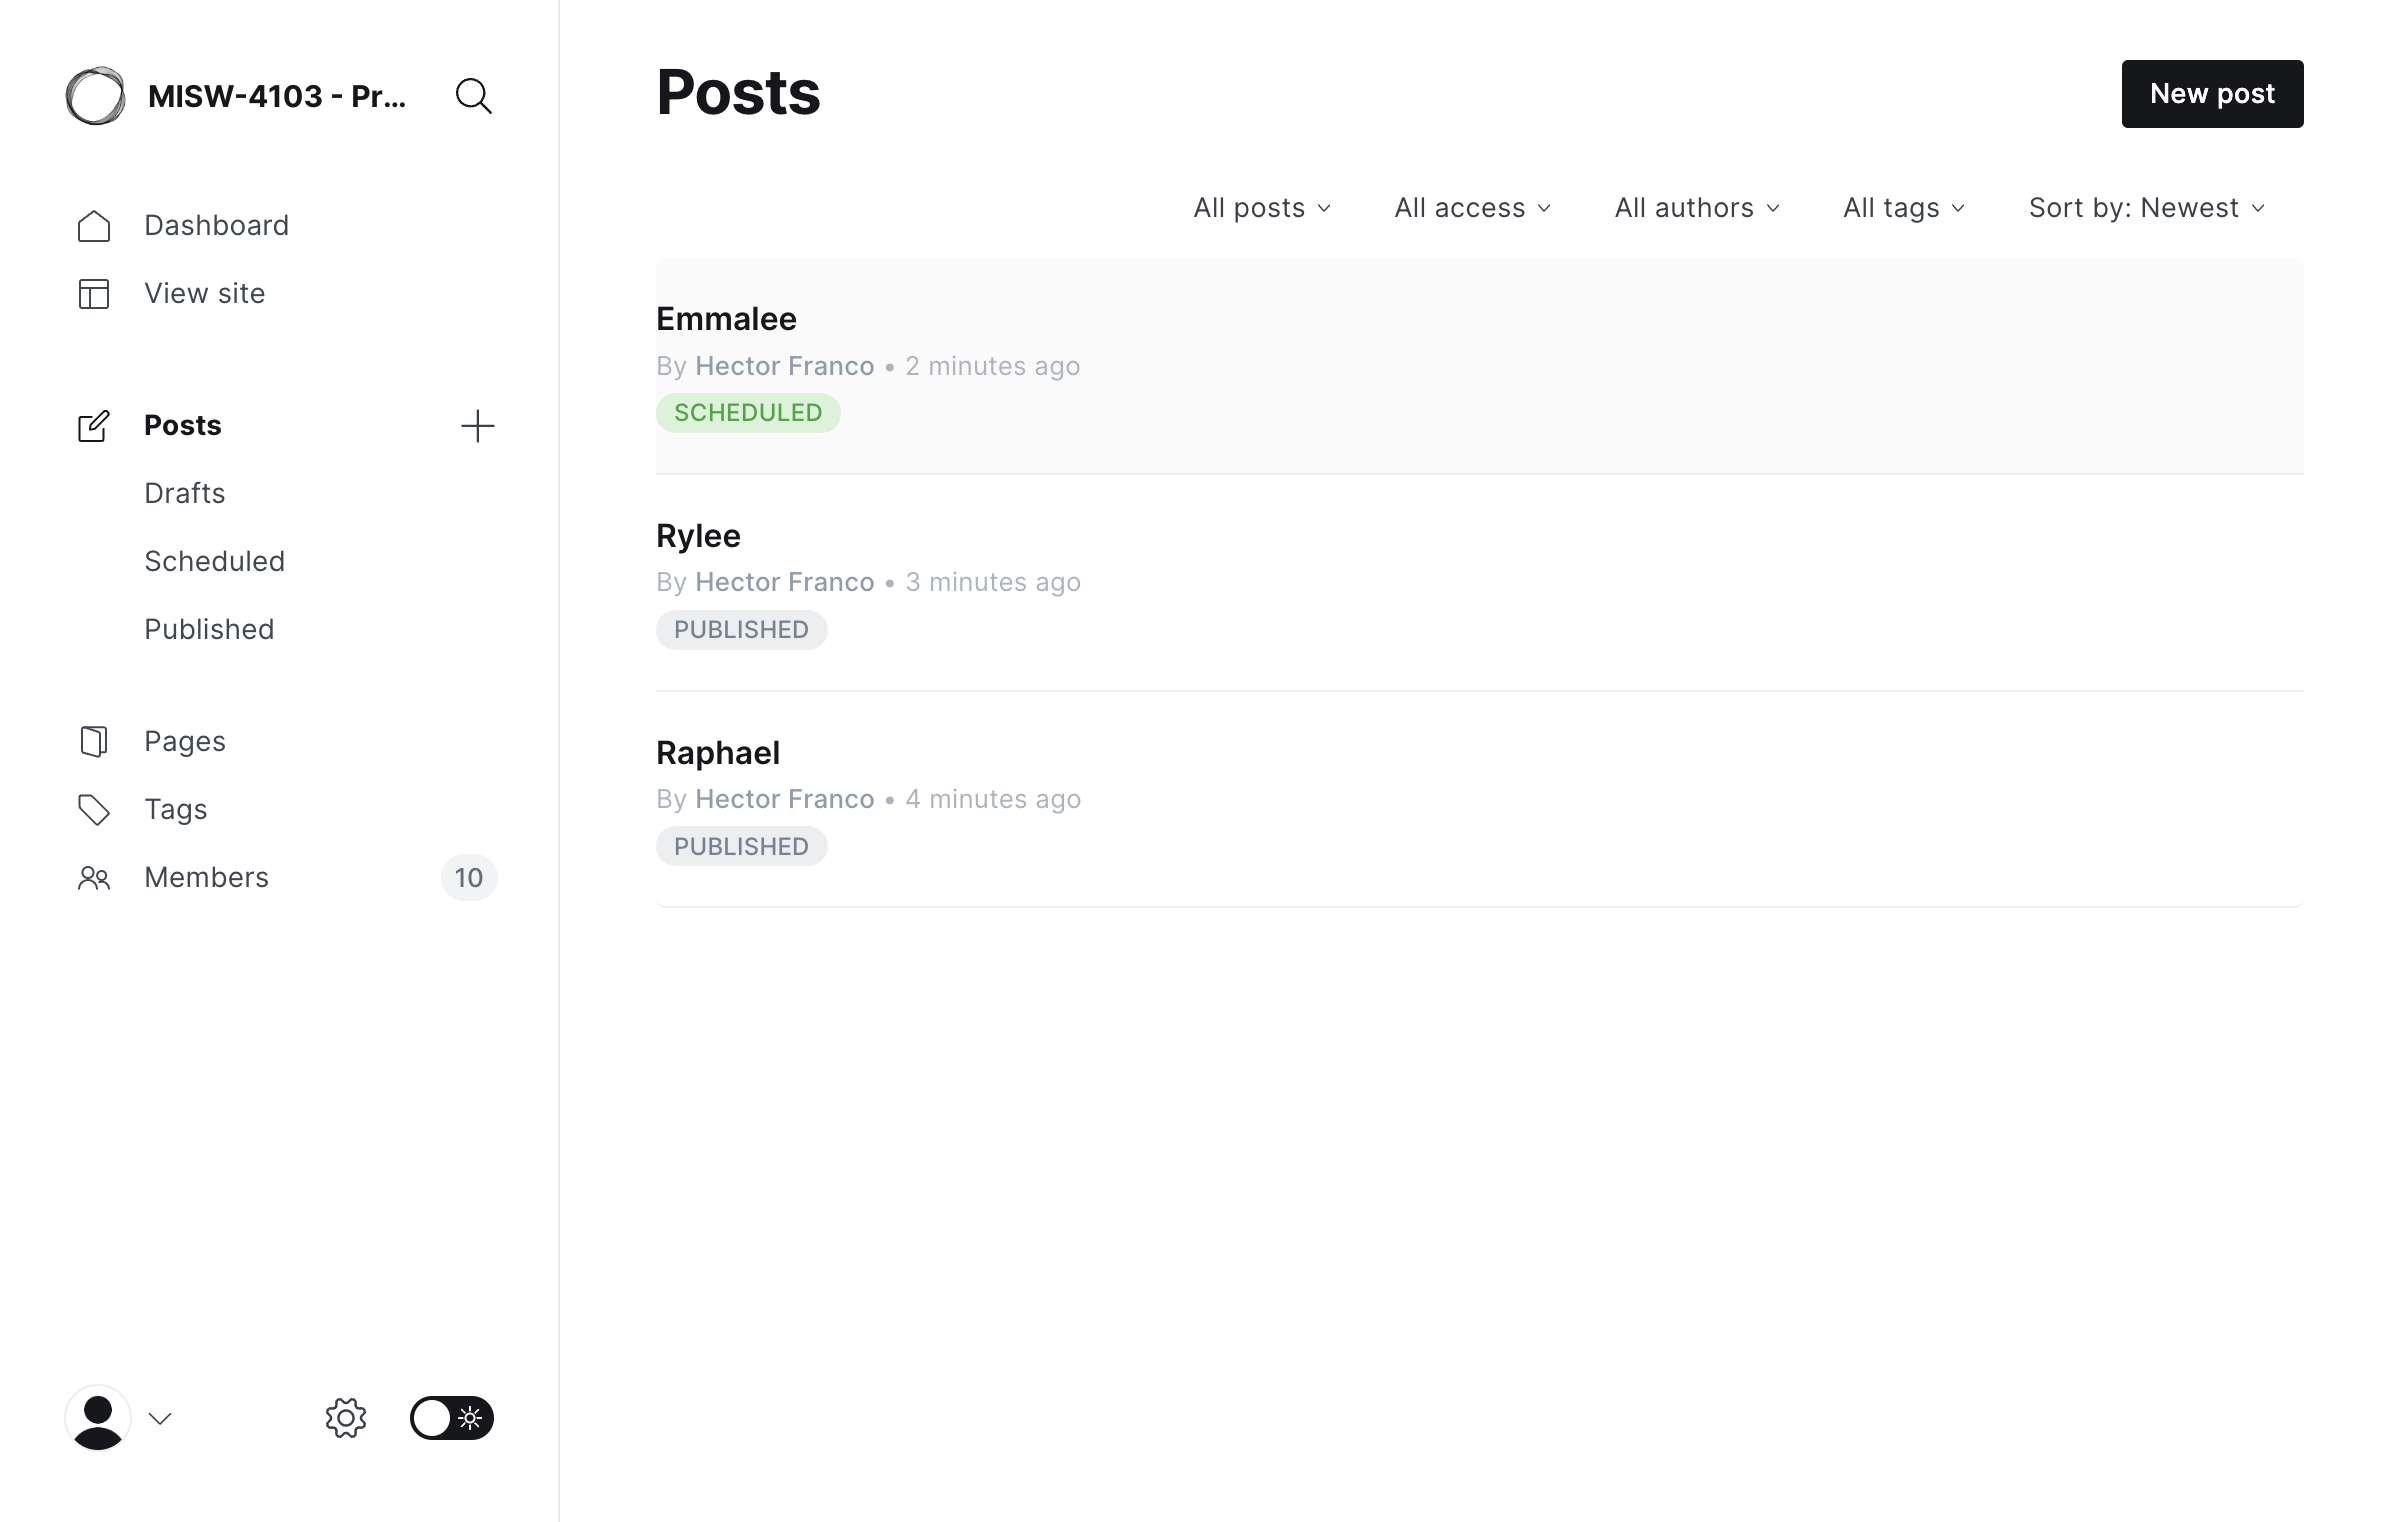 MISW-4103 - Pr...
Dashboard
View site
Posts
Drafts
Scheduled
Published
Pages
Tags
Members 10
Posts
New post
All posts All access All authors All tags Sort by: Newest
Emmalee
By Hector Franco • 2 minutes ago
SCHEDULED
Rylee
By Hector Franco • 3 minutes ago
PUBLISHED
Raphael
By Hector Franco • 4 minutes ago
PUBLISHED